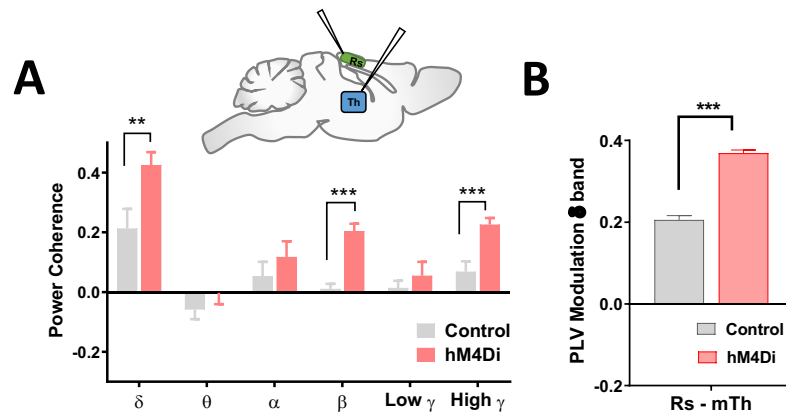 A
Rs
Th
B
**
***
***
Power Coherence
0.4
0.2
0.0
-0.2
Control
hM4Di
δ
θ
α
β
Low γ
High γ
***
PLV Modulation
band
0.4
0.2
0.0
-0.2
Control
hM4Di
Rs - mTh